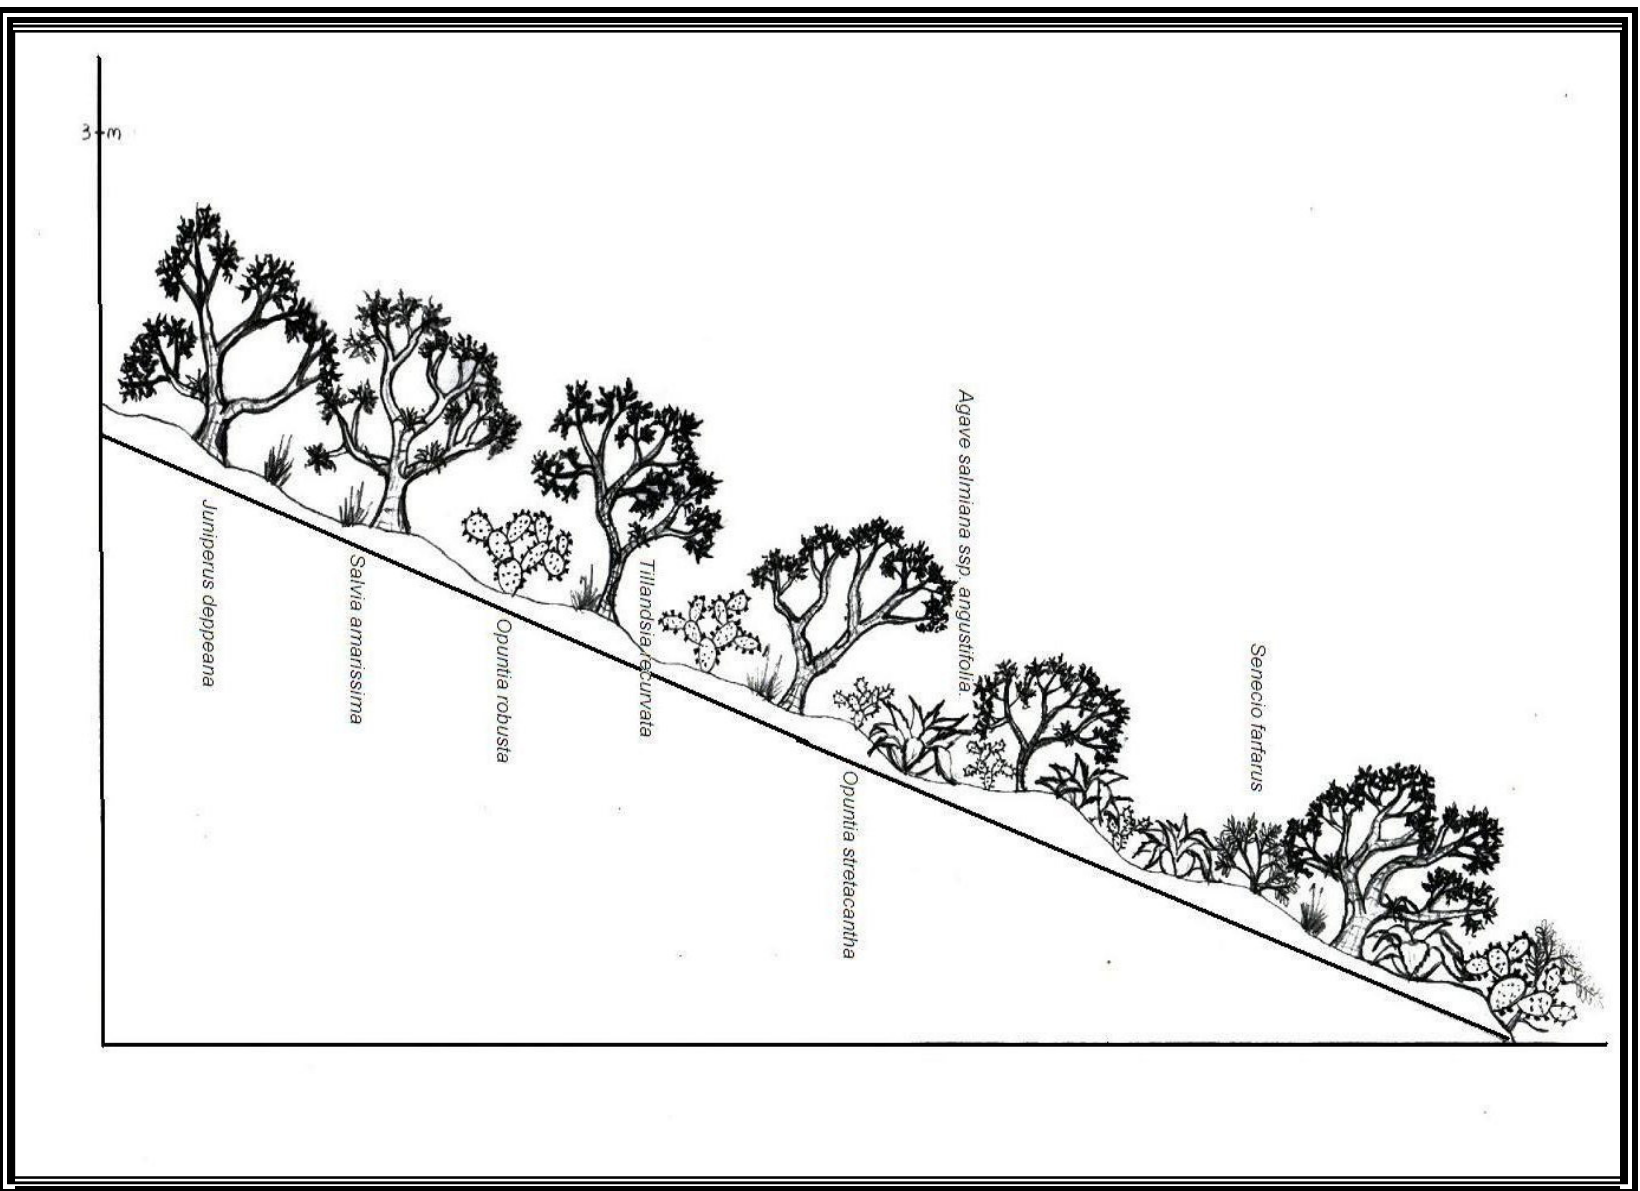 3 m
Juniperus deppeana
Salvia amarissima
Opuntia robusta
Tillandsia recurvata
Opuntia stretacantha
Agave salmiana ssp. angustifolia.
Senecio farfarus